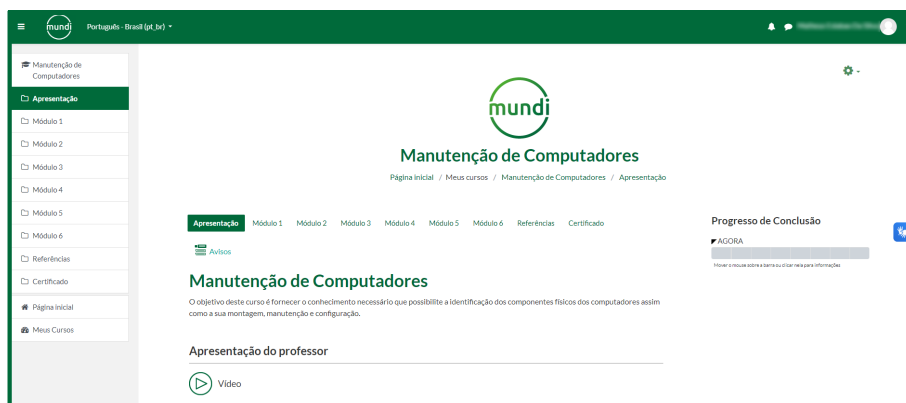 mundi
Português - Brasil (pt_br)
Manutenção de
Computadores
Apresentação
Módulo 1
Módulo 2
Módulo 3
Módulo 4
Módulo 5
Módulo 6
Referências
Certificado
Página inicial
Meus Cursos
mundi
Manutenção de Computadores
Página inicial / Meus cursos / Manutenção de Computadores / Apresentação
Apresentação Módulo 1 Módulo 2 Módulo 3 Módulo 4 Módulo 5 Módulo 6 Referências Certificado
Avisos
Manutenção de Computadores
O objetivo deste curso é fornecer o conhecimento necessário que possibilite a identificação dos componentes físicos dos computadores assim
como a sua montagem, manutenção e configuração.
Apresentação do professor
Vídeo
Progresso de Conclusão
AGORA
Mover o mouse sobre a barra ou clicar nela para informações